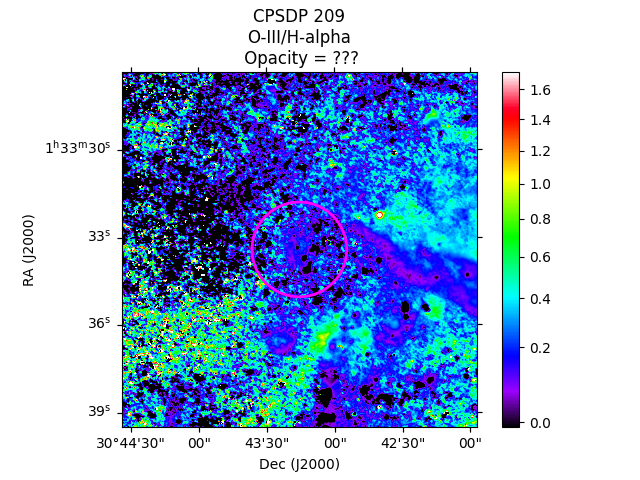 CPSDP 209
O-III/H-alpha
Opacity = ???
1h33m30s
33s
36s
39s
RA (J2000)
30°44'30" 00" 43'30" 00" 42'30" 00"
Dec (J2000)
1.6
1.4
1.2
1.0
0.8
0.6
0.4
0.2
0.0